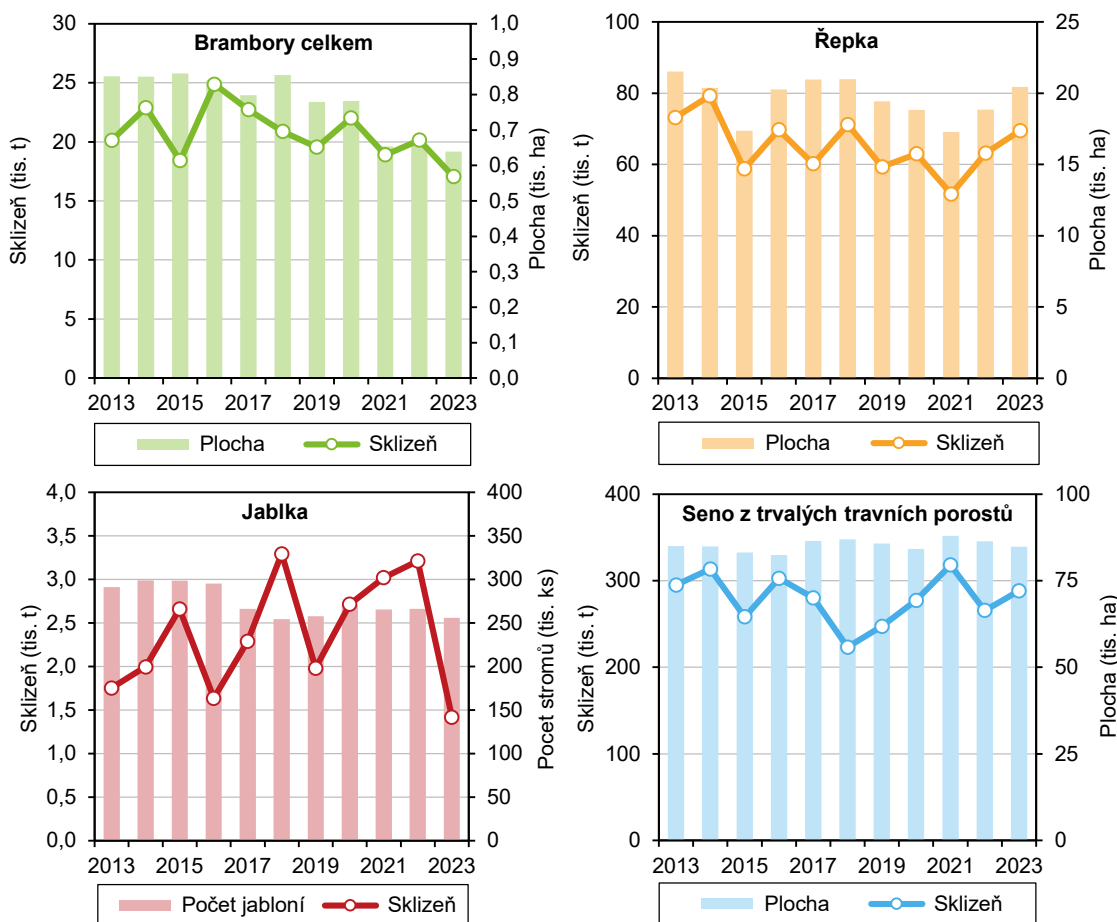 Brambory celkem
Sklizeň (tis. t)
30
25
20
15
10
5
0
Plocha (tis. ha)
1,0
0,9
0,8
0,7
0,6
0,5
0,4
0,3
0,2
0,1
0,0
2013 2015 2017 2019 2021 2023
Plocha Sklizeň
Řepka
Sklizeň (tis. t)
100
80
60
40
20
0
Plocha (tis. ha)
25
20
15
10
5
0
2013 2015 2017 2019 2021 2023
Plocha Sklizeň
Jablka
Sklizeň (tis. t)
4,0
3,5
3,0
2,5
2,0
1,5
1,0
0,5
0,0
Pocet stromů (tis. ks)
400
350
300
250
200
150
100
50
0
2013 2015 2017 2019 2021 2023
Počet jabloní Sklizeň
Seno z trvalých travních porostů
Sklizeň (tis. t)
400
300
200
100
0
Plocha (tis. ha)
100
75
50
25
0
2013 2015 2017 2019 2021 2023
Plocha Sklizeň